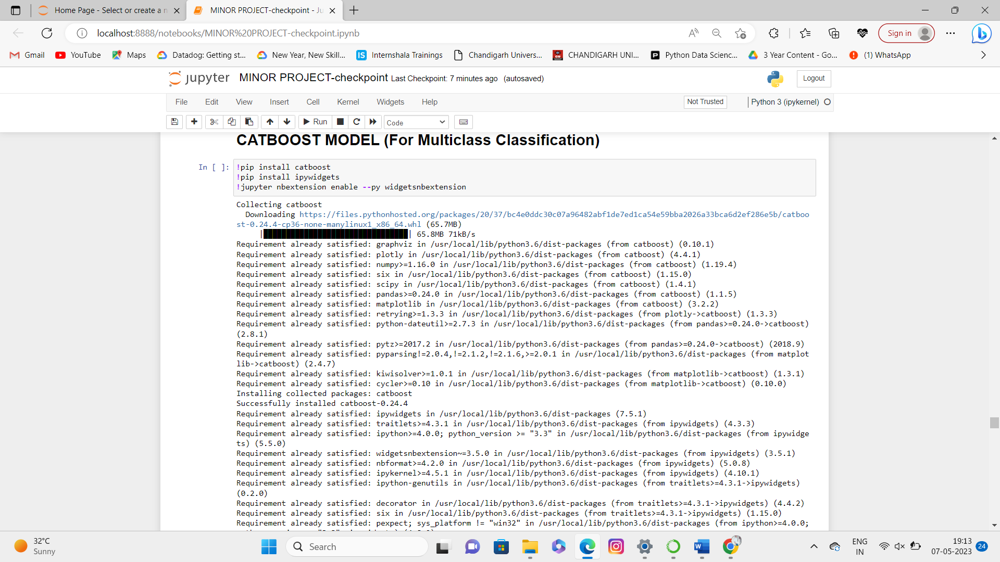 Home Page - Select or create a n
MINOR PROJECT-checkpoint - Ju
localhost:8888/notebooks/MINOR%20PROJECT-checkpoint.ipynb
Sign in
Gmail
YouTube
Maps
Datadog: Getting st...
New Year, New Skill...
Internshala Trainings
Chandigarh Univers...
CHANDIGARH UNI...
Python Data Scienc...
3 Year Content - Go...
(1) WhatsApp
jupyter MINOR PROJECT-checkpoint Last Checkpoint: 7 minutes ago (autosaved)
Logout
File Edit View Insert Cell Kernel Widgets Help
Not Trusted
Python 3 (ipykernel)
Run
Code
CATBOOST MODEL (For Multiclass Classification)
In [ ]: !pip install catboost
!pip install ipywidgets
!jupyter nbextension enable --py widgetsnbextension
Collecting catboost
Downloading https://files.pythonhosted.org/packages/20/37/bc4e0ddc30c07a96482abf1de7ed1ca54e59bba2026a33bca6d2ef286e5b/catboo
st-0.24.4-cp36-none-manylinux1_x86_64.whl (65.7MB)
65.8MB 71kB/s
Requirement already satisfied: graphviz in /usr/local/lib/python3.6/dist-packages (from catboost) (0.10.1)
Requirement already satisfied: plotly in /usr/local/lib/python3.6/dist-packages (from catboost) (4.4.1)
Requirement already satisfied: numpy>=1.16.0 in /usr/local/lib/python3.6/dist-packages (from catboost) (1.19.4)
Requirement already satisfied: six in /usr/local/lib/python3.6/dist-packages (from catboost) (1.15.0)
Requirement already satisfied: scipy in /usr/local/lib/python3.6/dist-packages (from catboost) (1.4.1)
Requirement already satisfied: pandas>=0.24.0 in /usr/local/lib/python3.6/dist-packages (from catboost) (1.1.5)
Requirement already satisfied: matplotlib in /usr/local/lib/python3.6/dist-packages (from catboost) (3.2.2)
Requirement already satisfied: retrying>=1.3.3 in /usr/local/lib/python3.6/dist-packages (from plotly->catboost) (1.3.3)
Requirement already satisfied: python-dateutil>=2.7.3 in /usr/local/lib/python3.6/dist-packages (from pandas>=0.24.0->catboost)
(2.8.1)
Requirement already satisfied: pytz>=2017.2 in /usr/local/lib/python3.6/dist-packages (from pandas>=0.24.0->catboost) (2018.9)
Requirement already satisfied: pyparsing!=2.0.4,!=2.1.2,!=2.1.6,>=2.0.1 in /usr/local/lib/python3.6/dist-packages (from matplot
lib->catboost) (2.4.7)
Requirement already satisfied: kiwisolver>=1.0.1 in /usr/local/lib/python3.6/dist-packages (from matplotlib->catboost) (1.3.1)
Requirement already satisfied: cycler>=0.10 in /usr/local/lib/python3.6/dist-packages (from matplotlib->catboost) (0.10.0)
Installing collected packages: catboost
Successfully installed catboost-0.24.4
Requirement already satisfied: ipywidgets in /usr/local/lib/python3.6/dist-packages (7.5.1)
Requirement already satisfied: traitlets>=4.3.1 in /usr/local/lib/python3.6/dist-packages (from ipywidgets) (4.3.3)
Requirement already satisfied: ipython>=4.0.0; python_version >= "3.3" in /usr/local/lib/python3.6/dist-packages (from ipywidge
ts) (5.5.0)
Requirement already satisfied: widgetsnbextension~=3.5.0 in /usr/local/lib/python3.6/dist-packages (from ipywidgets) (3.5.1)
Requirement already satisfied: nbformat>=4.2.0 in /usr/local/lib/python3.6/dist-packages (from ipywidgets) (5.0.8)
Requirement already satisfied: ipykernel>=4.5.1 in /usr/local/lib/python3.6/dist-packages (from ipywidgets) (4.10.1)
Requirement already satisfied: ipython-genutils in /usr/local/lib/python3.6/dist-packages (from traitlets>=4.3.1->ipywidgets)
(0.2.0)
Requirement already satisfied: decorator in /usr/local/lib/python3.6/dist-packages (from traitlets>=4.3.1->ipywidgets) (4.4.2)
Requirement already satisfied: six in /usr/local/lib/python3.6/dist-packages (from traitlets>=4.3.1->ipywidgets) (1.15.0)
Requirement already satisfied: pexpect; sys_platform != "win32" in /usr/local/lib/python3.6/dist-packages (from ipython>=4.0.0;
32°C
Sunny
Search
ENG
IN
19:13
07-05-2023
24